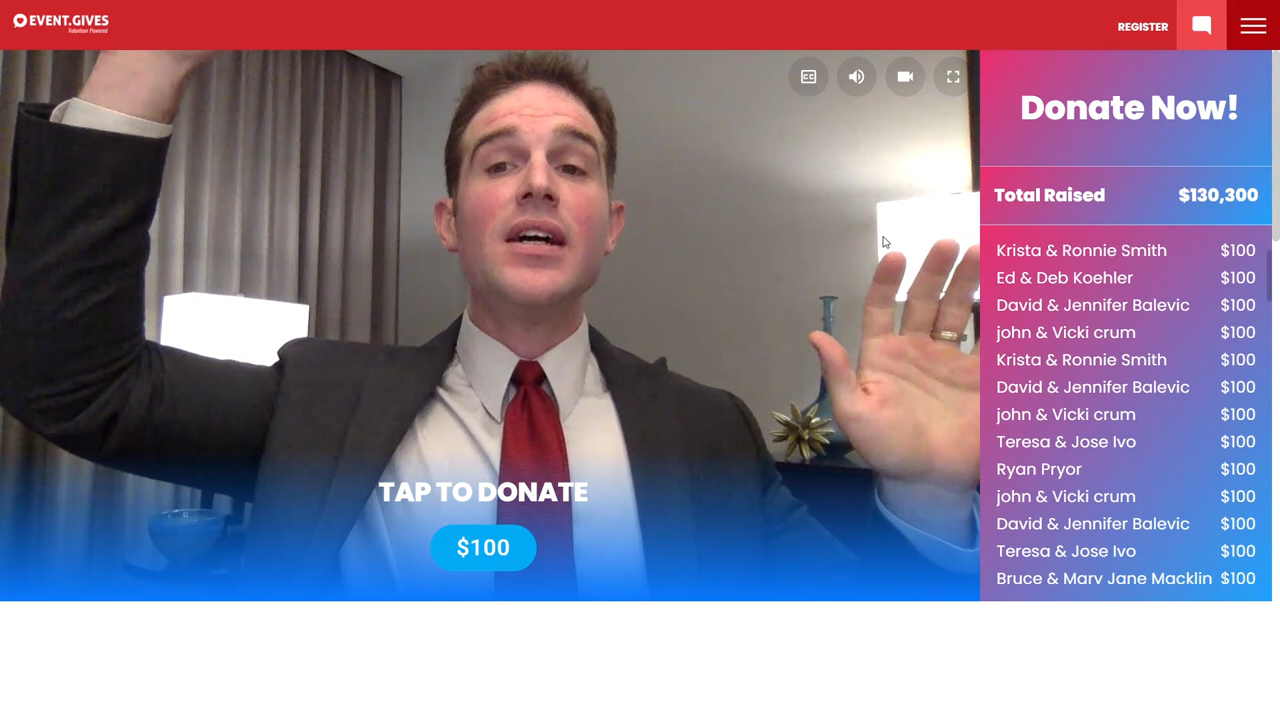 EVENT.GIVES
Volunteer Powered
REGISTER
CC
Donate Now!
Total Raised $130,300
Krista & Ronnie Smith $100
Ed & Deb Koehler $100
David & Jennifer Balevic $100
john & Vicki crum $100
Krista & Ronnie Smith $100
David & Jennifer Balevic $100
john & Vicki crum $100
Teresa & Jose Ivo $100
Ryan Pryor $100
john & Vicki crum $100
David & Jennifer Balevic $100
Teresa & Jose Ivo $100
Bruce & Mary Jane Macklin $100
TAP TO DONATE
$100